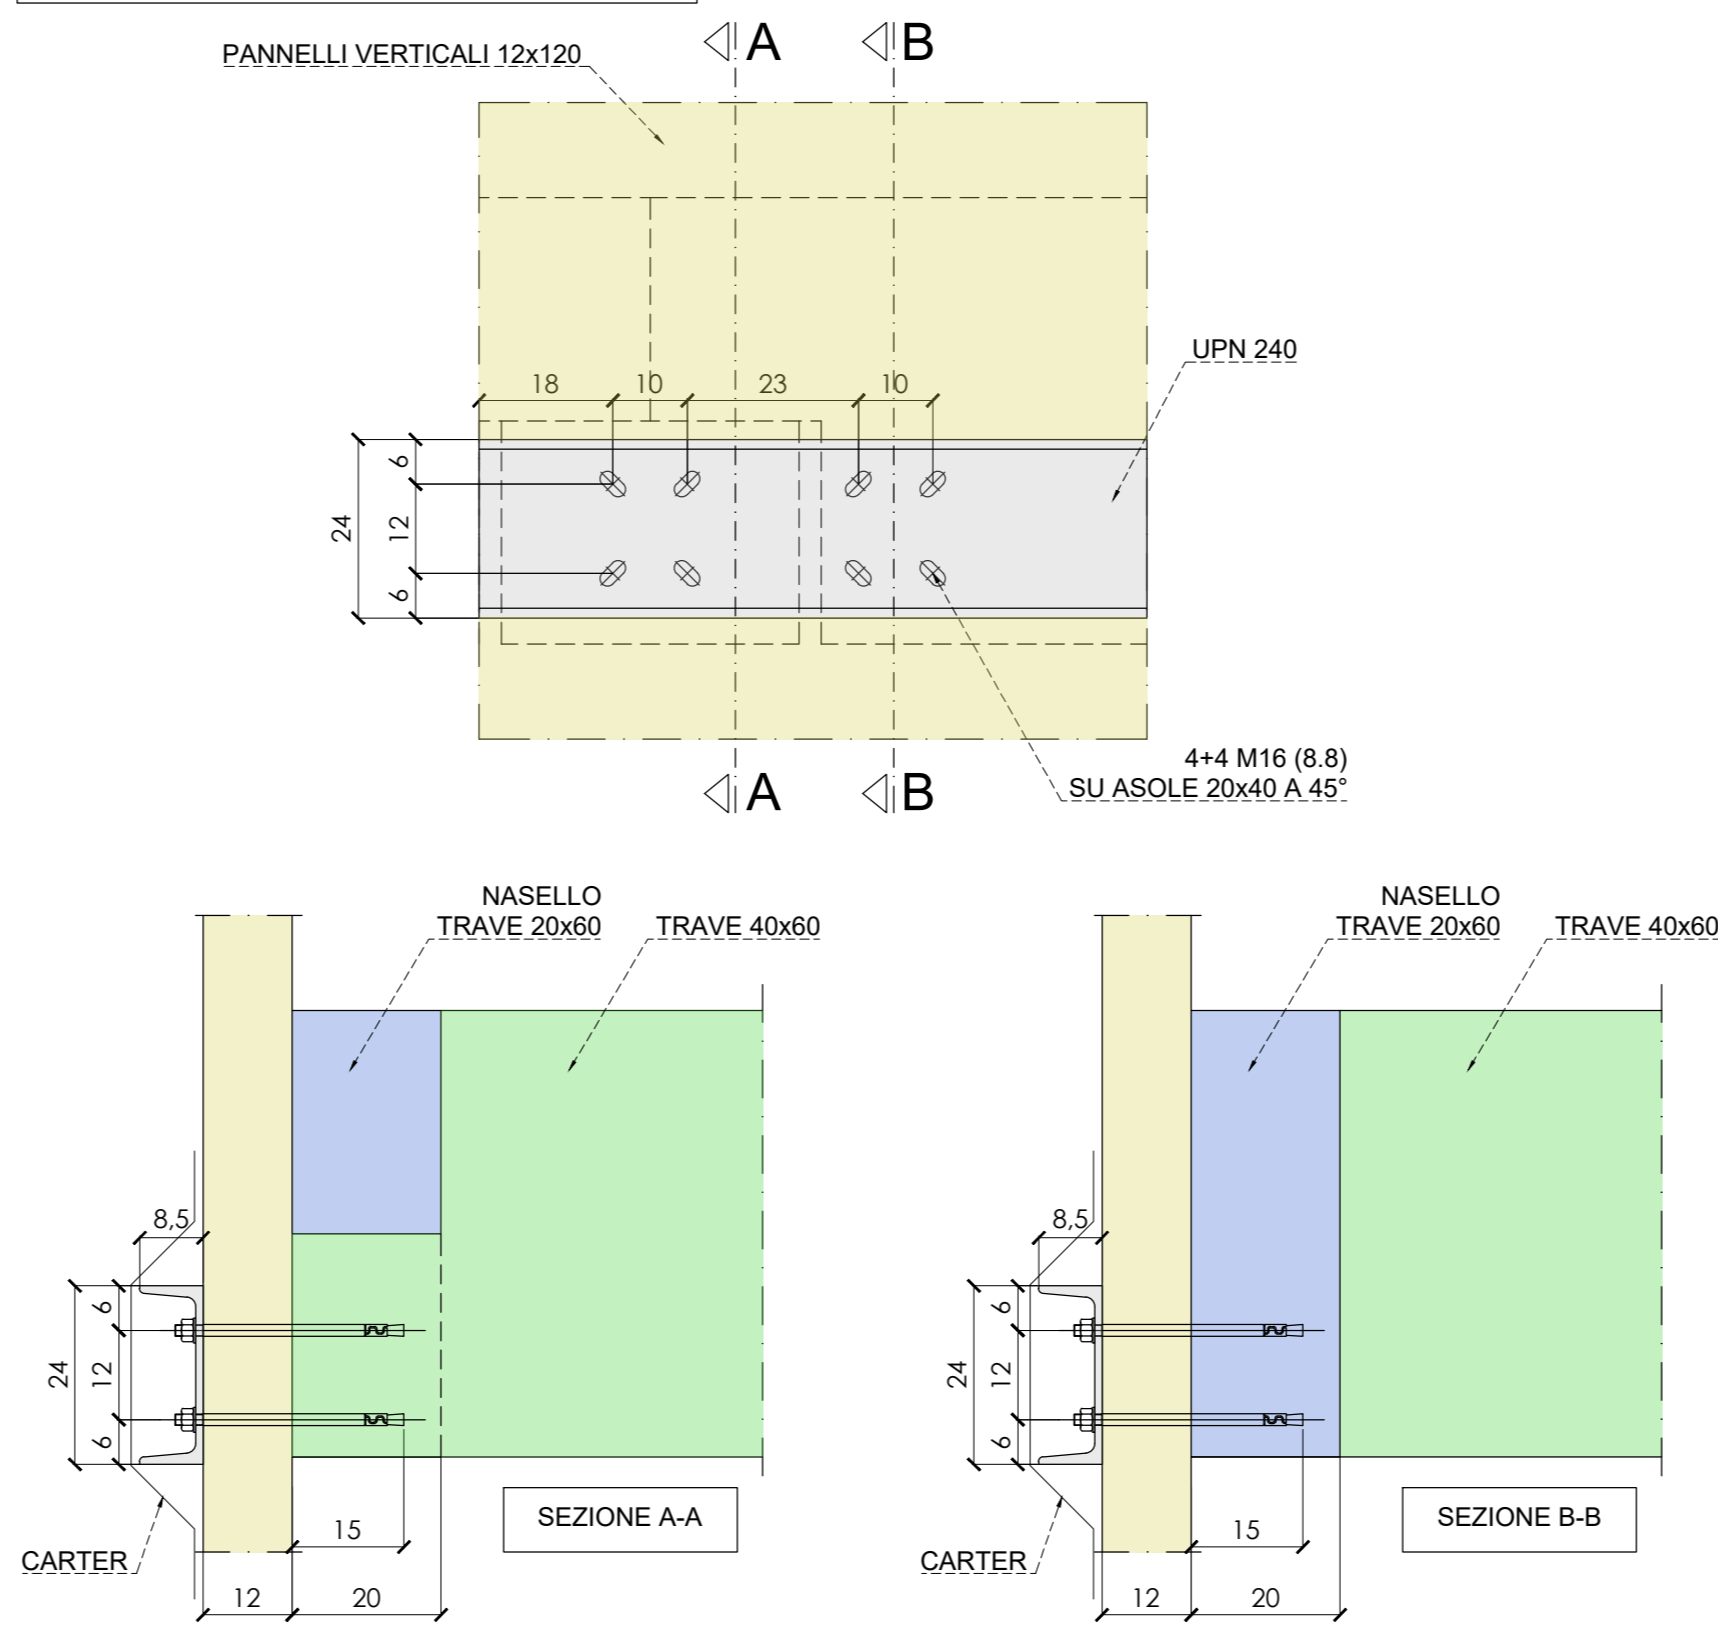 A
B
PANNELLI VERTICALI 12x120
UPN 240
18
10
23
10
6
12
6
24
4+4 M16 (8.8)
SU ASOLE 20x40 A 45°
A
B
NASELLO
TRAVE 20x60
TRAVE 40x60
8,5
6
12
6
24
15
SEZIONE A-A
CARTER
12
20
NASELLO
TRAVE 20x60
TRAVE 40x60
8,5
6
12
6
24
15
SEZIONE B-B
CARTER
12
20